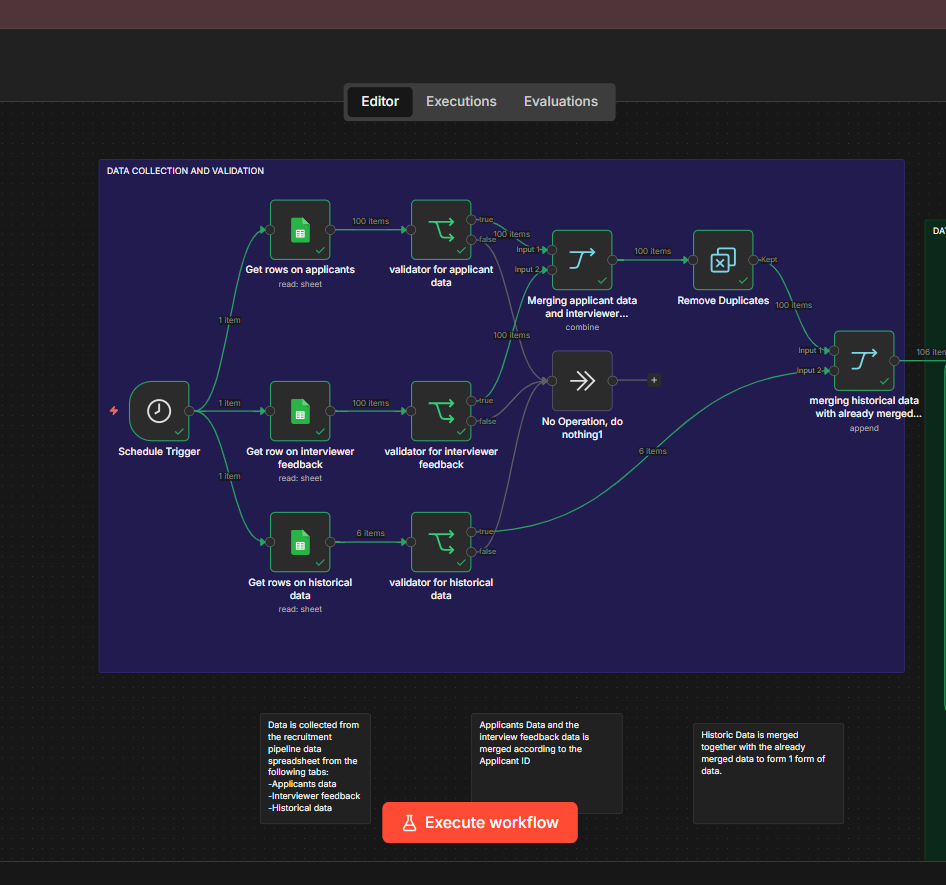 Editor
Executions
Evaluations
DATA COLLECTION AND VALIDATION
100 items
true
false
100 items
Input 1
Input 2
100 items
Kept
Get rows on applicants
read: sheet
validator for applicant
data
Merging applicant data
and interviewer...
combine
Remove Duplicates
100 items
1 item
100 items
Input 1
Input 2
106 item
merging historical data
with already merged...
append
1 item
100 items
true
false
No Operation, do
nothing1
Schedule Trigger
Get row on interviewer
feedback
read: sheet
validator for interviewer
feedback
6 items
1 item
6 items
true
false
Get rows on historical
data
read: sheet
validator for historical
data
Data is collected from
the recruitment
pipeline data
spreadsheet from the
following tabs:
-Applicants data
-Interviewer feedback
-Historical data
Applicants Data and the
interview feedback data is
merged according to the
Applicant ID
Historic Data is merged
together with the already
merged data to form 1 form of
data.
Execute workflow